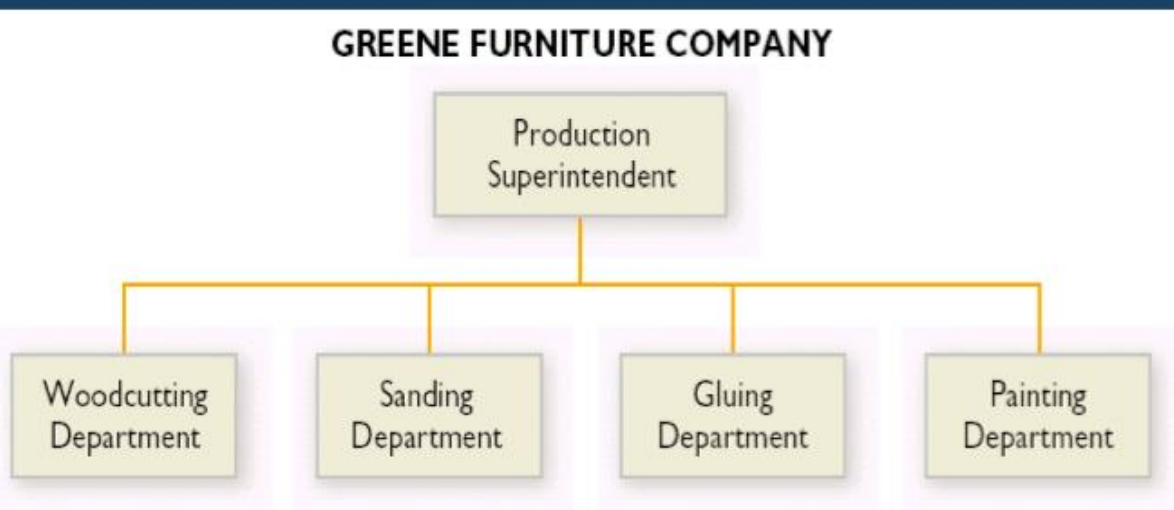 GREENE FURNITURE COMPANY
Production
Superintendent
Woodcutting
Department
Sanding
Department
Gluing
Department
Painting
Department